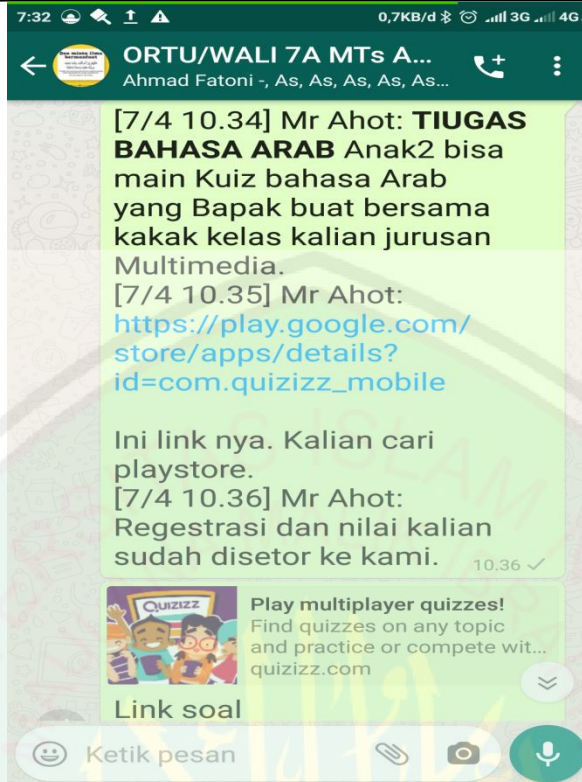 7:32
0,7KB/d 3G 4G
ORTU/WALI 7A MTs A...
Ahmad Fatoni -, As, As, As, As, As...
[7/4 10.34] Mr Ahot: TIUGAS
BAHASA ARAB Anak2 bisa
main Kuiz bahasa Arab
yang Bapak buat bersama
kakak kelas kalian jurusan
Multimedia.
[7/4 10.35] Mr Ahot:
https://play.google.com/
store/apps/details?
id=com.quizizz_mobile
Ini link nya. Kalian cari
playstore.
[7/4 10.36] Mr Ahot:
Regestrasi dan nilai kalian
sudah disetor ke kami.
10.36
QUIZIZZ
Play multiplayer quizzes!
Find quizzes on any topic
and practice or compete wit...
quizizz.com
Link soal
Ketik pesan